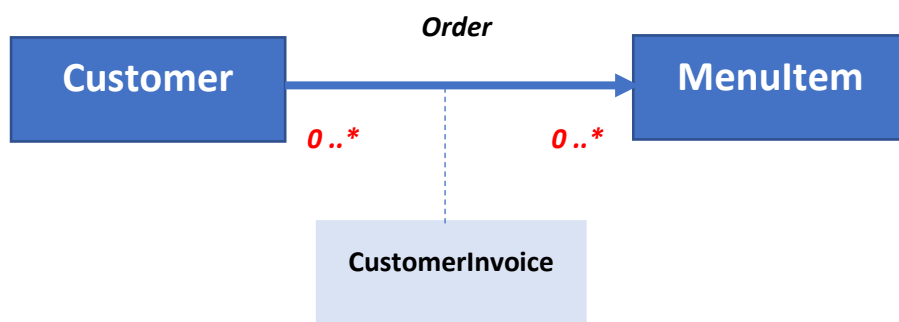 Order
Customer
MenuItem
0 ..*
0 ..*
CustomerInvoice